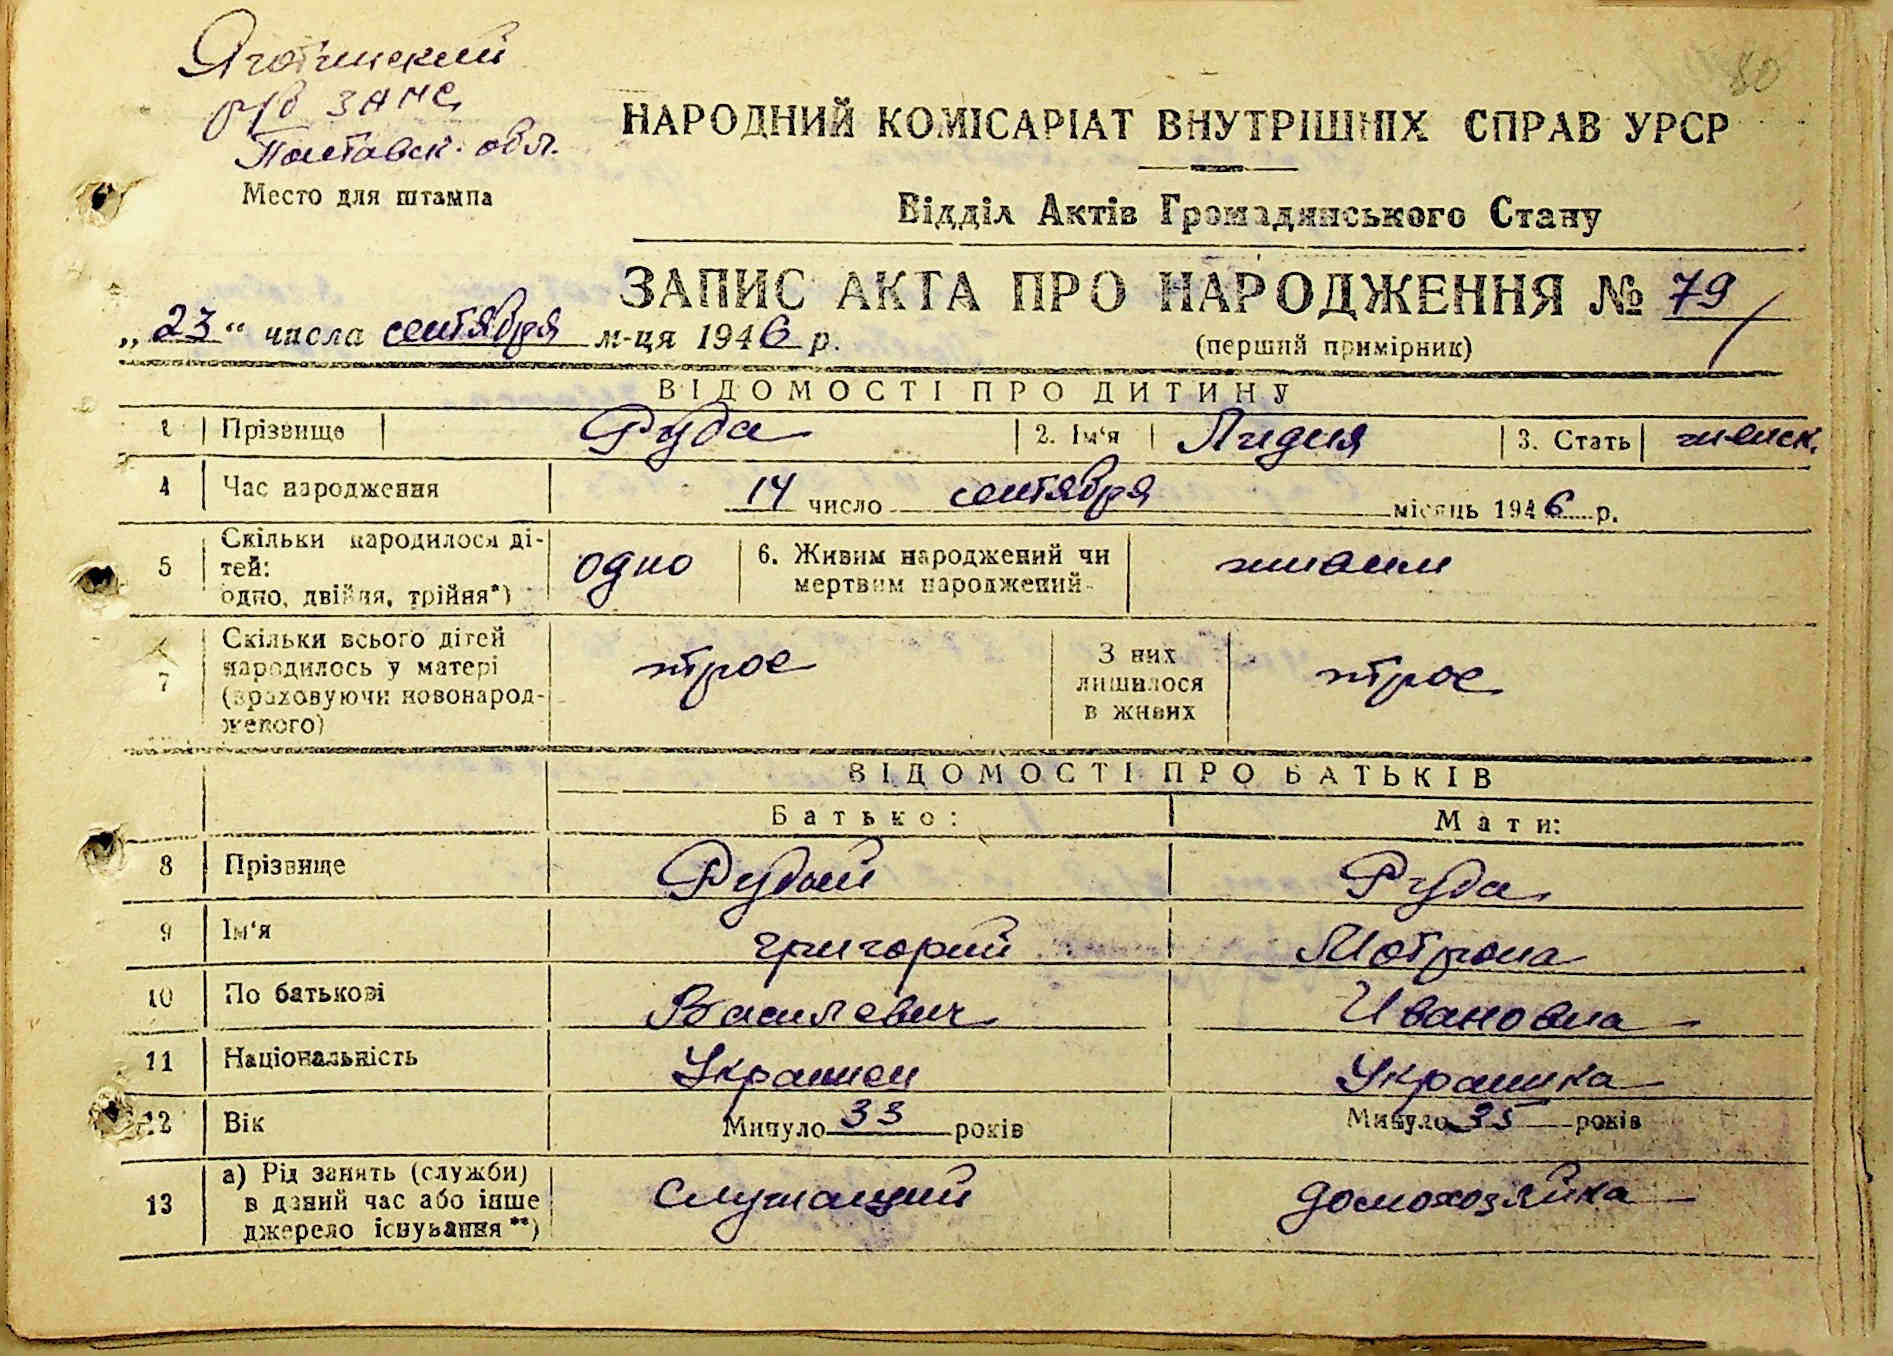 80
Яготинский
р/в ЗАГС
Полтавск. обл.
Место для штампа
НАРОДНИЙ КОМІСАРІАТ ВНУТРІШНІХ СПРАВ УРСР
Відділ Актів Громадянського Стану
ЗАПИС АКТА ПРО НАРОДЖЕННЯ № 79
„23“ числа сентября м-ця 1946 р.
(перший примірник)
ВІДОМОСТІ ПРО ДИТИНУ
1 Прізвище Руда 2. Ім‘я Лидия 3. Стать женск.
4 Час народження 14 число сентября місяць 1946 р.
5 Скільки народилося ді-
тей:
одно, двійня, трійня*)
одно
6. Живим народжений чи
мертвим народжений
живим
7 Скільки всього дітей
народилось у матері
(враховуючи новонарод-
женого)
трое
З них
лишилося
в живих
трое
ВІДОМОСТІ ПРО БАТЬКІВ
Батько: Мати:
8 Прізвище Рудый Руда
9 Ім‘я Григорий Мотрона
10 По батькові Василевич Ивановна
11 Національність Украинец Украинка
12 Вік Минуло 33 років Минуло 35 років
13 а) Рід занять (служби)
в даний час або інше
джерело існування**)
Служащий домохозяйка